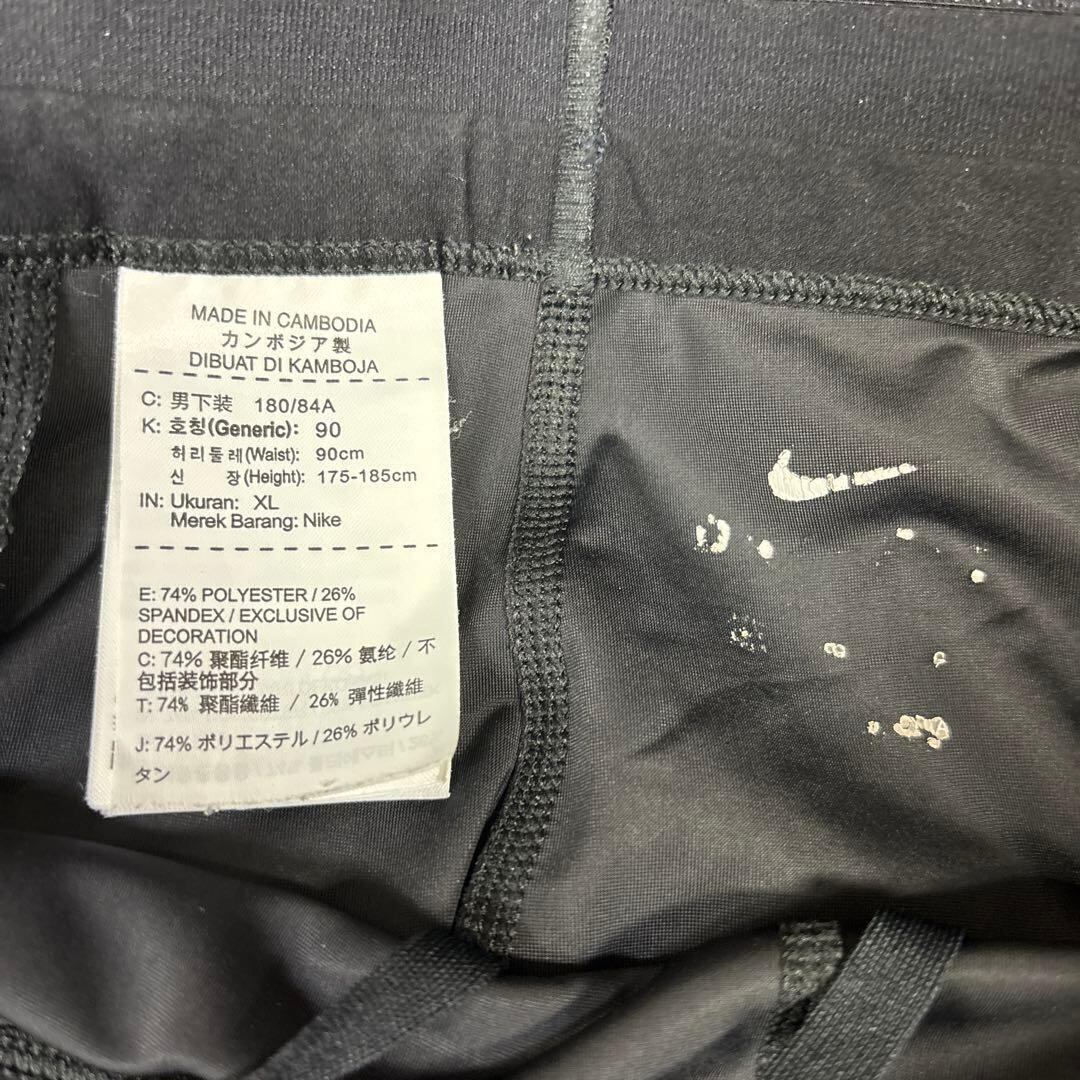 MADE IN CAMBODIA
カンボジア製
DIBUAT DI KAMBOJA
C: 男下装 180/84A
K: 호칭(Generic): 90
허리둘레(Waist): 90cm
신 장(Height): 175-185cm
IN: Ukuran: XL
Merek Barang: Nike
E: 74% POLYESTER / 26%
SPANDEX / EXCLUSIVE OF
DECORATION
C: 74% 聚酯纤维 / 26% 氨纶 / 不
包括装饰部分
T: 74% 聚酯纖維 / 26% 彈性纖維
J: 74% ポリエステル / 26% ポリウレ
タン